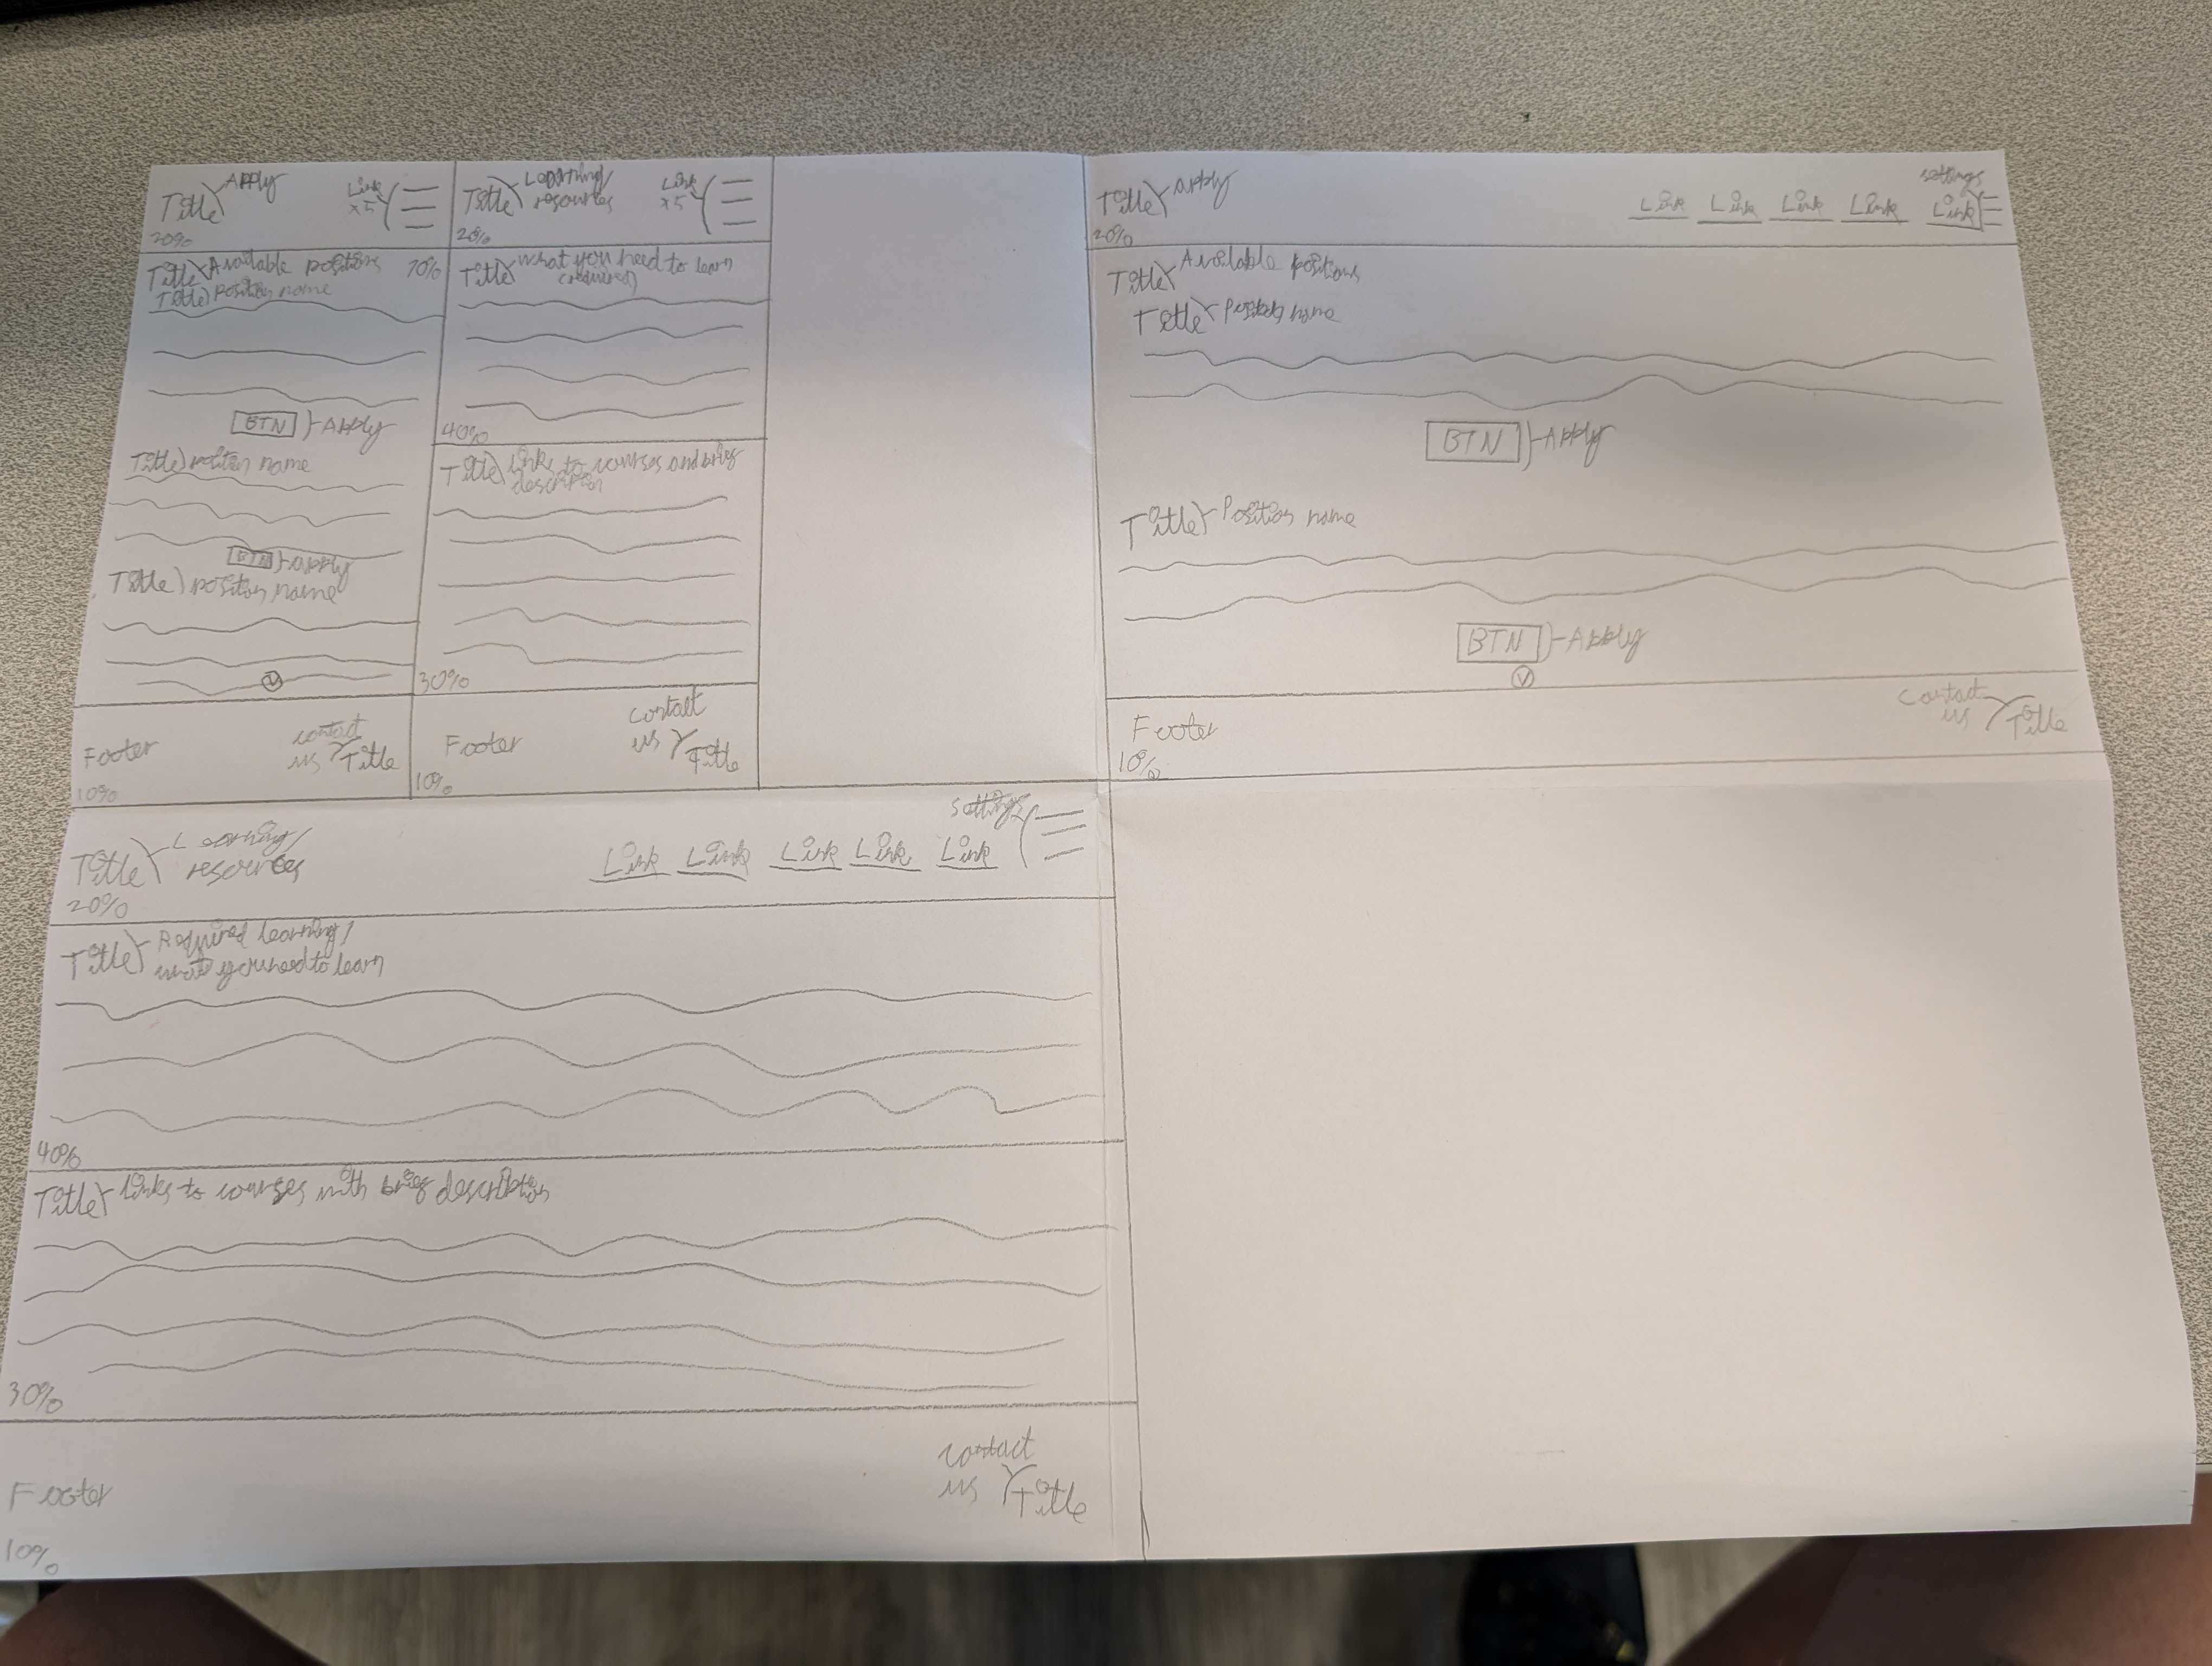 Title Apply
Link
x5
20%
Title Available positions 70%
Title position name
BTN Apply
Title position name
BTN Apply
Title position name
V
Footer
contact
us Title
10%
Title Learning/
resources
Link
x5
20%
Title what you need to learn
(required)
40%
Title Links to courses and brief
description
30%
Footer
contact
us Title
10%
Title Apply
settings
Link Link Link Link Link
20%
Title Available positions
Title Position name
BTN Apply
Title Position name
BTN Apply
V
Footer
Contact
us Title
10%
Title Learning/
resources
settings
Link Link Link Link Link
20%
Title Required learning/
what you need to learn
40%
Title Links to courses with brief description
30%
Footer
contact
us Title
10%